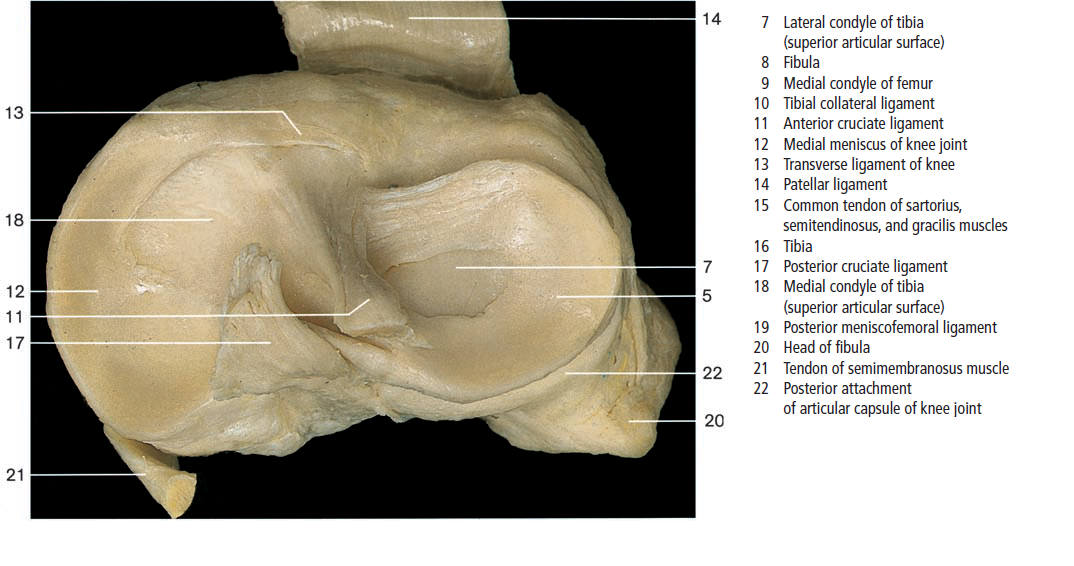 14
13
18
12
11
17
21
7
5
22
20
7 Lateral condyle of tibia
(superior articular surface)
8 Fibula
9 Medial condyle of femur
10 Tibial collateral ligament
11 Anterior cruciate ligament
12 Medial meniscus of knee joint
13 Transverse ligament of knee
14 Patellar ligament
15 Common tendon of sartorius,
semitendinosus, and gracilis muscles
16 Tibia
17 Posterior cruciate ligament
18 Medial condyle of tibia
(superior articular surface)
19 Posterior meniscofemoral ligament
20 Head of fibula
21 Tendon of semimembranosus muscle
22 Posterior attachment
of articular capsule of knee joint